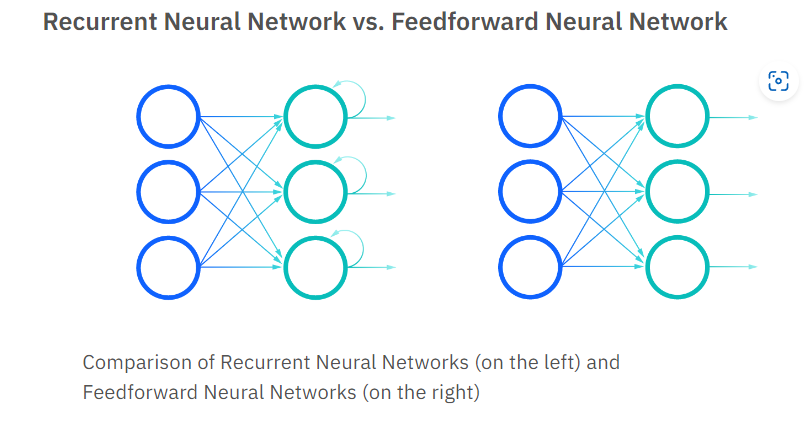 Recurrent Neural Network vs. Feedforward Neural Network
Comparison of Recurrent Neural Networks (on the left) and
Feedforward Neural Networks (on the right)